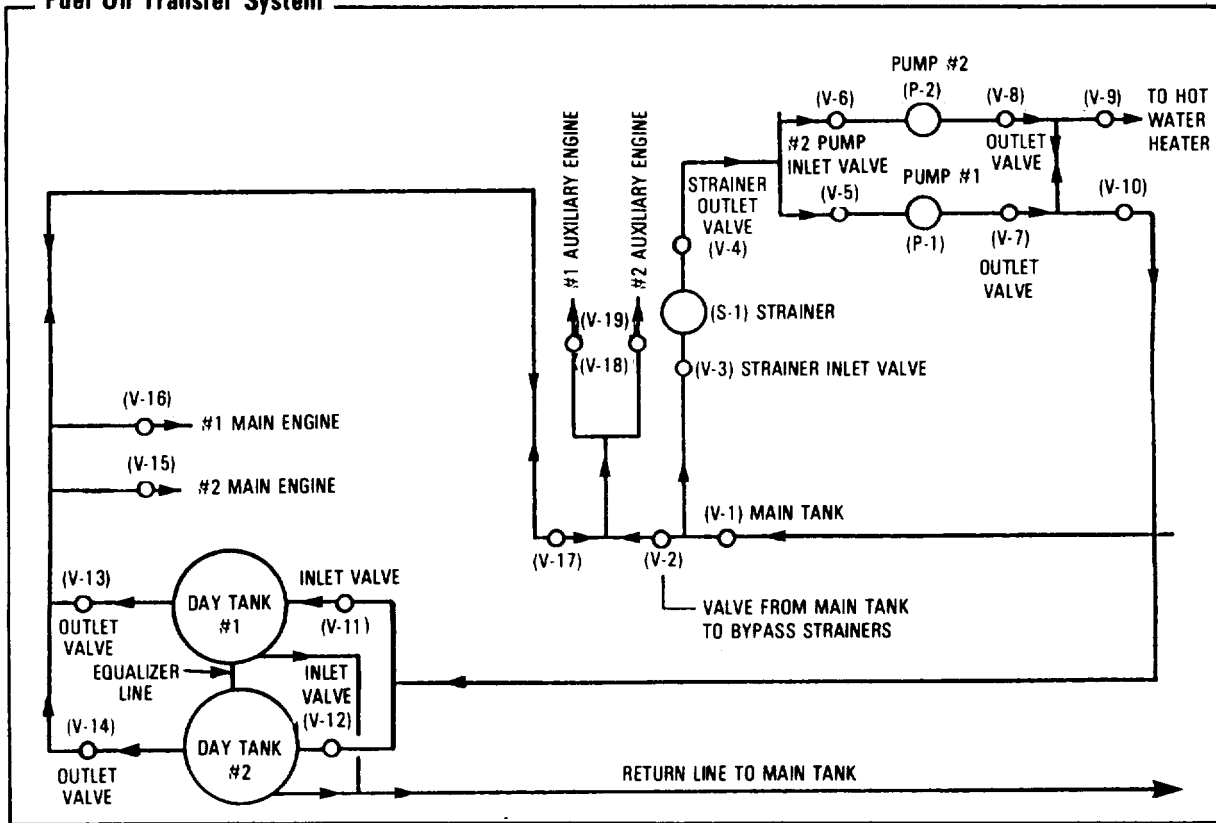 Fuel Oil Transfer System
PUMP #2
(V-6)
(P-2)
(V-8)
(V-9)
TO HOT
WATER
HEATER
#2 PUMP
INLET VALVE
OUTLET
VALVE
PUMP #1
(V-5)
(V-10)
(P-1)
(V-7)
OUTLET
VALVE
STRAINER
OUTLET
VALVE
(V-4)
#1 AUXILIARY ENGINE
#2 AUXILIARY ENGINE
(S-1) STRAINER
(V-19)
(V-18)
(V-3) STRAINER INLET VALVE
(V-16)
#1 MAIN ENGINE
(V-15)
#2 MAIN ENGINE
(V-1) MAIN TANK
(V-17)
(V-2)
VALVE FROM MAIN TANK
TO BYPASS STRAINERS
(V-13)
OUTLET
VALVE
DAY TANK
#1
INLET VALVE
(V-11)
EQUALIZER
LINE
INLET
VALVE
(V-12)
(V-14)
OUTLET
VALVE
DAY TANK
#2
RETURN LINE TO MAIN TANK